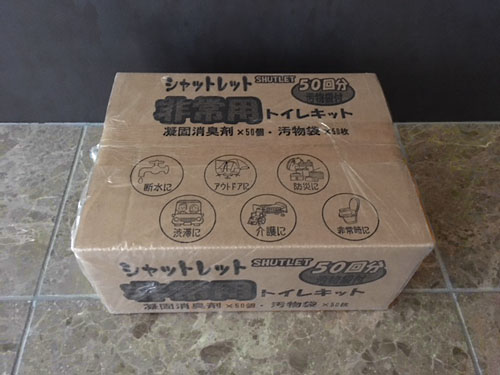 シャットレット SHUTLET 50回分
汚物袋付
非常用トイレキット
凝固消臭剤×50個・汚物袋×50枚
断水に
アウトドアに
防災に
渋滞に
介護に
非常時に
シャットレット SHUTLET 50回分
非常用トイレキット
凝固消臭剤×50個・汚物袋×50枚